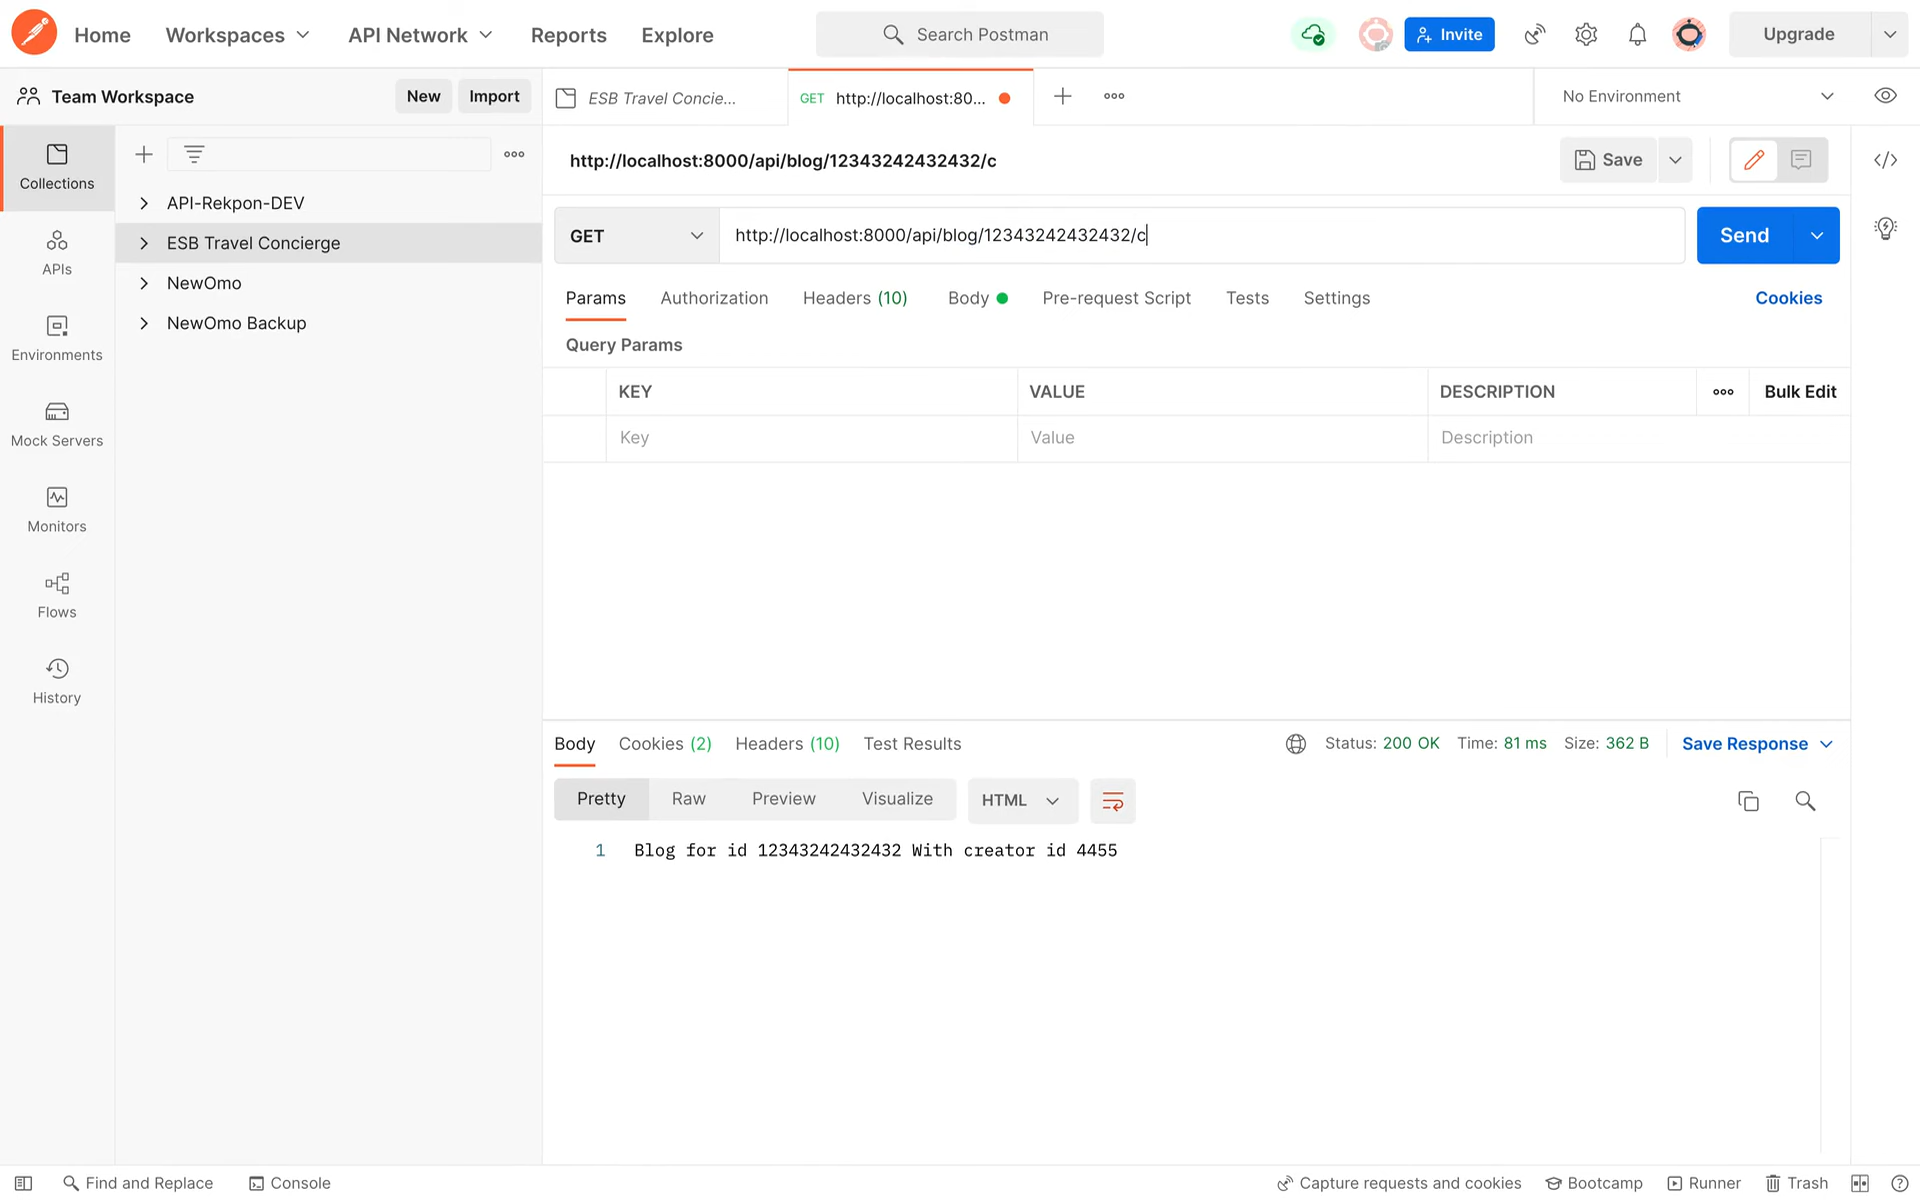 Home Workspaces API Network Reports Explore Search Postman Invite Upgrade
Team Workspace New Import ESB Travel Concie... GET http://localhost:80... No Environment
Collections
APIs
Environments
Mock Servers
Monitors
Flows
History
API-Rekpon-DEV
ESB Travel Concierge
NewOmo
NewOmo Backup
http://localhost:8000/api/blog/12343242432432/c Save
GET http://localhost:8000/api/blog/12343242432432/c Send
Params Authorization Headers (10) Body Pre-request Script Tests Settings Cookies
Query Params
KEY VALUE DESCRIPTION Bulk Edit
Key Value Description
Body Cookies (2) Headers (10) Test Results Status: 200 OK Time: 81 ms Size: 362 B Save Response
Pretty Raw Preview Visualize HTML
1 Blog for id 12343242432432 With creator id 4455
Find and Replace Console Capture requests and cookies Bootcamp Runner Trash